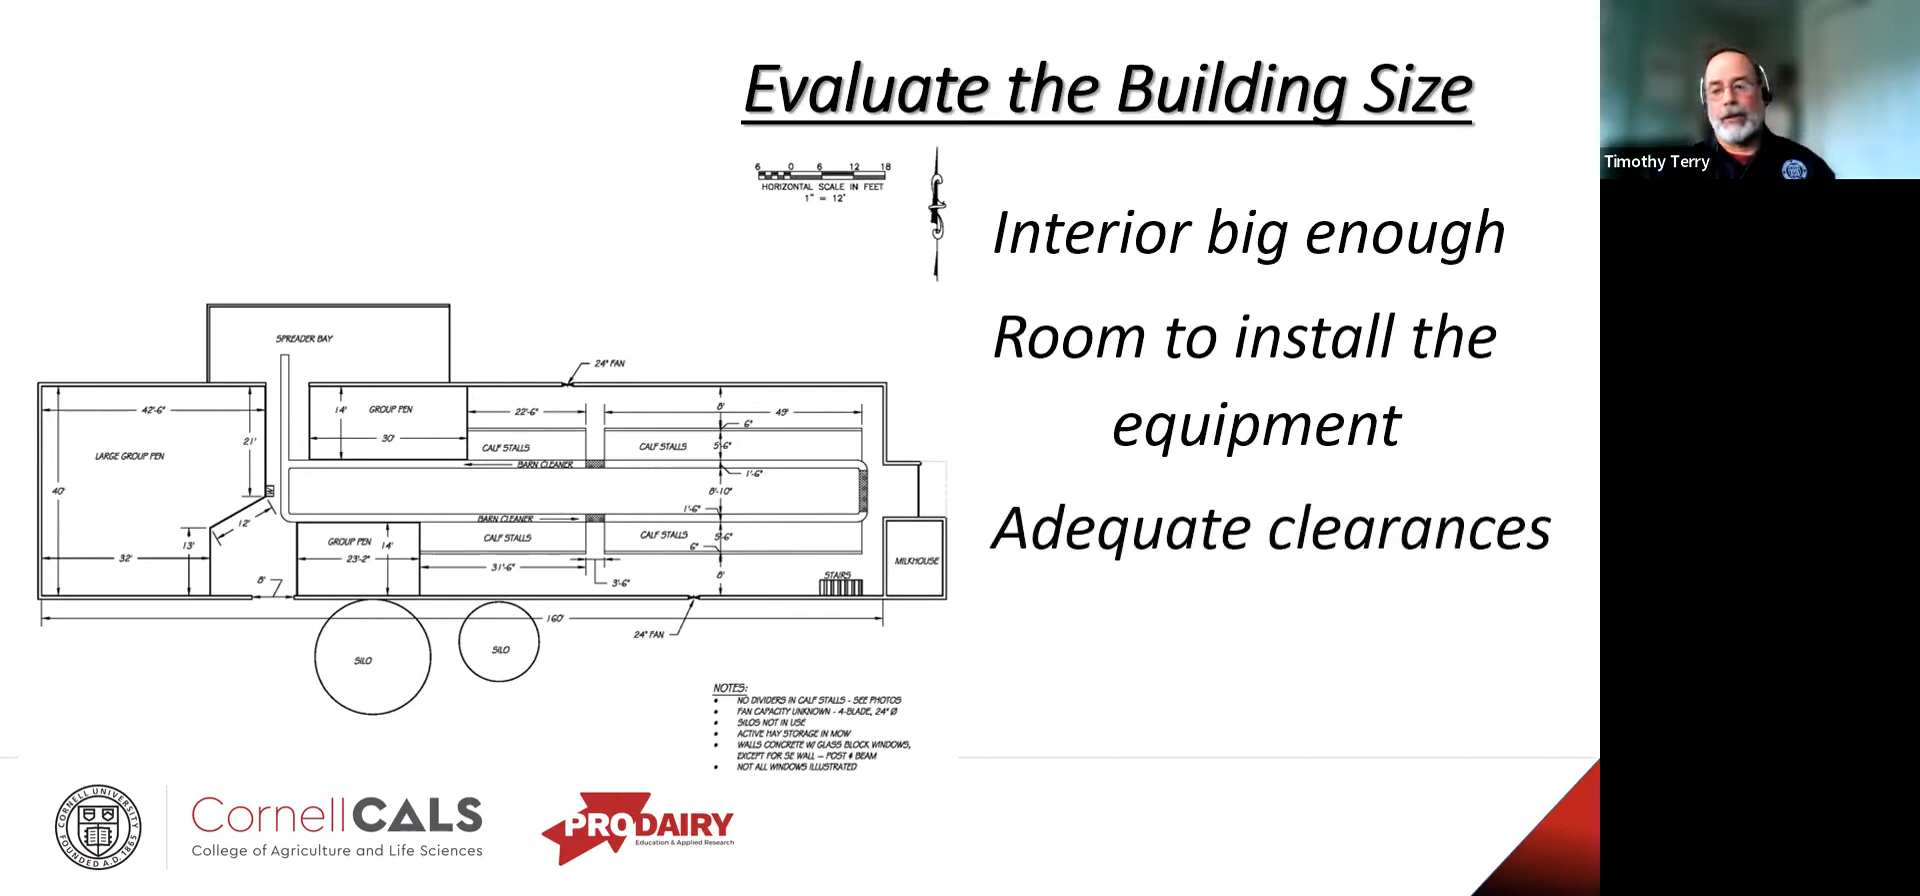 Evaluate the Building Size
Timothy Terry
6 0 6 12 18
HORIZONTAL SCALE IN FEET
1" = 12'
Interior big enough
Room to install the
equipment
Adequate clearances
SPREADER BAY
24" FAN
42'-6"
14'
GROUP PEN
22'-6"
8'
49'
6"
21'
30'
CALF STALLS
CALF STALLS
5'-6"
LARGE GROUP PEN
BARN CLEANER
1'-6"
40'
8'-10"
1'-6"
12'
BARN CLEANER
13'
GROUP PEN
14'
CALF STALLS
CALF STALLS
5'-6"
6"
32'
23'-2"
31'-6"
MILKHOUSE
8'
3'-6"
8'
STAIRS
160'
24" FAN
SILO
SILO
NOTES:
• NO DIVIDERS IN CALF STALLS - SEE PHOTOS
• FAN CAPACITY UNKNOWN - 4-BLADE, 24" Ø
• SILOS NOT IN USE
• ACTIVE HAY STORAGE IN MOW
• WALLS CONCRETE W/ GLASS BLOCK WINDOWS,
EXCEPT FOR SE WALL - POST & BEAM
• NOT ALL WINDOWS ILLUSTRATED
CORNELL UNIVERSITY
FOUNDED A.D. 1865
CornellCALS
College of Agriculture and Life Sciences
PRODAIRY
Education & Applied Research